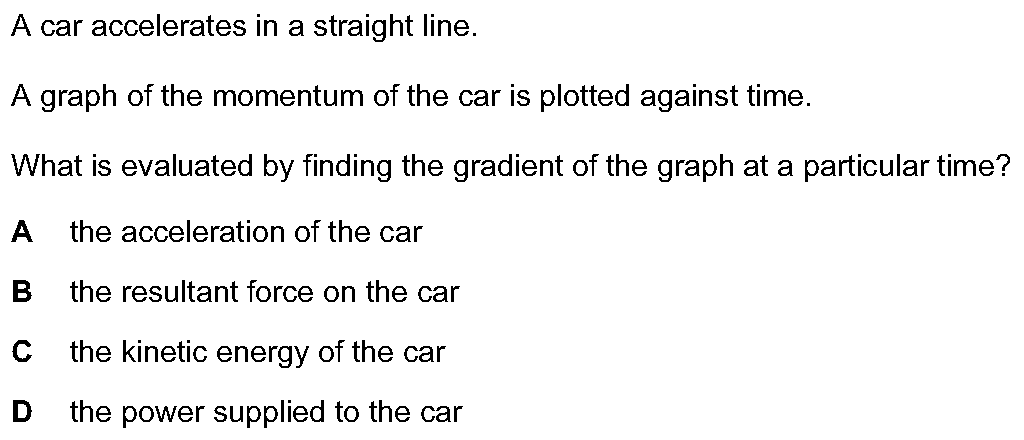 A car accelerates in a straight line.
A graph of the momentum of the car is plotted against time.
What is evaluated by finding the gradient of the graph at a particular time?
A the acceleration of the car
B the resultant force on the car
C the kinetic energy of the car
D the power supplied to the car